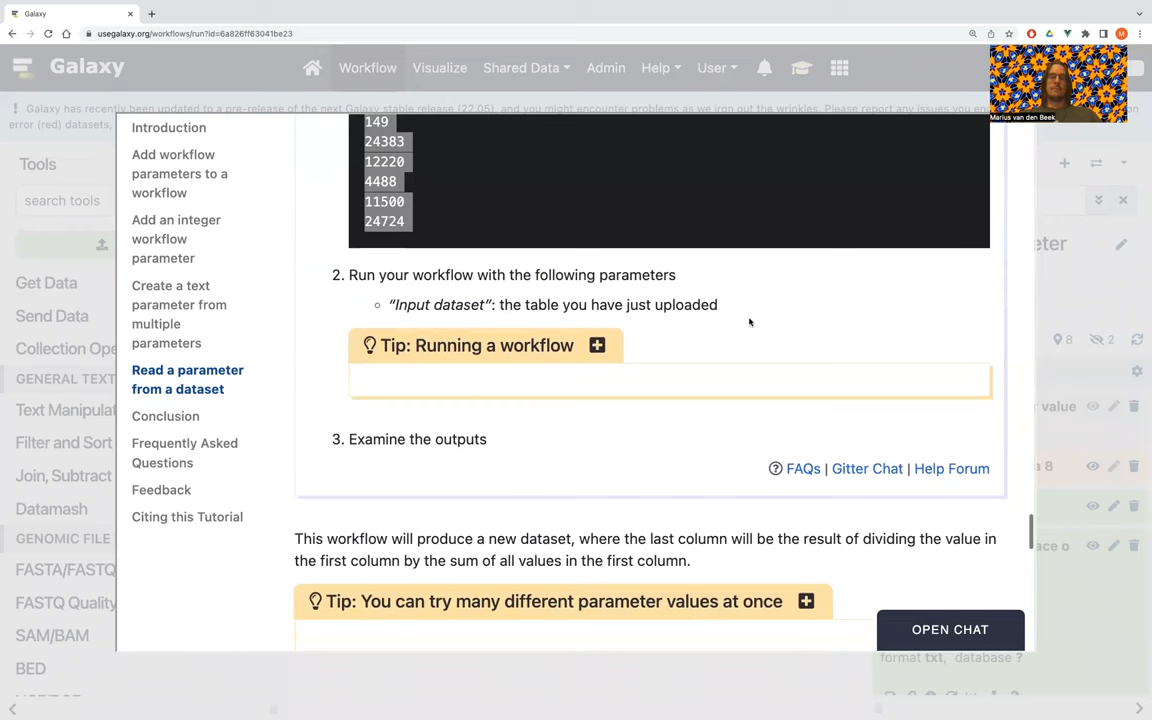 Galaxy
usegalaxy.org/workflows/run?id=6a826ff63041be23
Galaxy
Workflow Visualize Shared Data Admin Help User
Marius van den Beek
Galaxy has recently been updated to a pre-release of the next Galaxy stable release (22.05), and you might encounter problems as we iron out the wrinkles. Please report any issues you
error (red) datasets,
Tools
search tools
Get Data
Send Data
Collection Ope
GENERAL TEXT
Text Manipulat
Filter and Sort
Join, Subtract
Datamash
GENOMIC FILE
FASTA/FASTQ
FASTQ Quality
SAM/BAM
BED
Introduction
Add workflow
parameters to a
workflow
Add an integer
workflow
parameter
Create a text
parameter from
multiple
parameters
Read a parameter
from a dataset
Conclusion
Frequently Asked
Questions
Feedback
Citing this Tutorial
149
24383
12220
4488
11500
24724
2. Run your workflow with the following parameters
“Input dataset”: the table you have just uploaded
Tip: Running a workflow
3. Examine the outputs
FAQs | Gitter Chat | Help Forum
This workflow will produce a new dataset, where the last column will be the result of dividing the value in
the first column by the sum of all values in the first column.
Tip: You can try many different parameter values at once
OPEN CHAT
eter
8 2
value
a 8
ace o
format txt, database ?